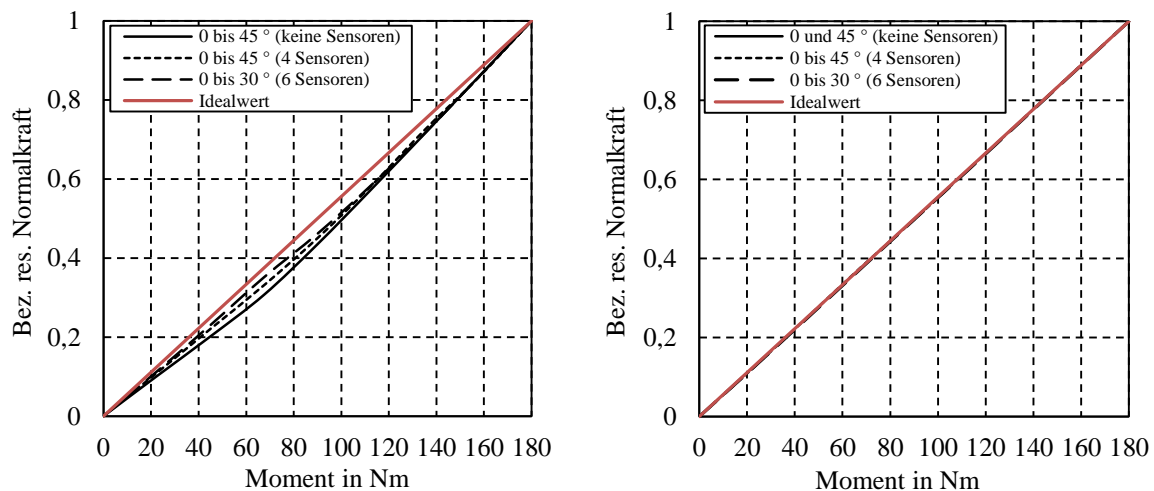 Bez. res. Normalkraft
1
0,8
0,6
0,4
0,2
0
0 bis 45 ° (keine Sensoren)
0 bis 45 ° (4 Sensoren)
0 bis 30 ° (6 Sensoren)
Idealwert
0 20 40 60 80 100 120 140 160 180
Moment in Nm
Bez. res. Normalkraft
1
0,8
0,6
0,4
0,2
0
0 und 45 ° (keine Sensoren)
0 bis 45 ° (4 Sensoren)
0 bis 30 ° (6 Sensoren)
Idealwert
0 20 40 60 80 100 120 140 160 180
Moment in Nm